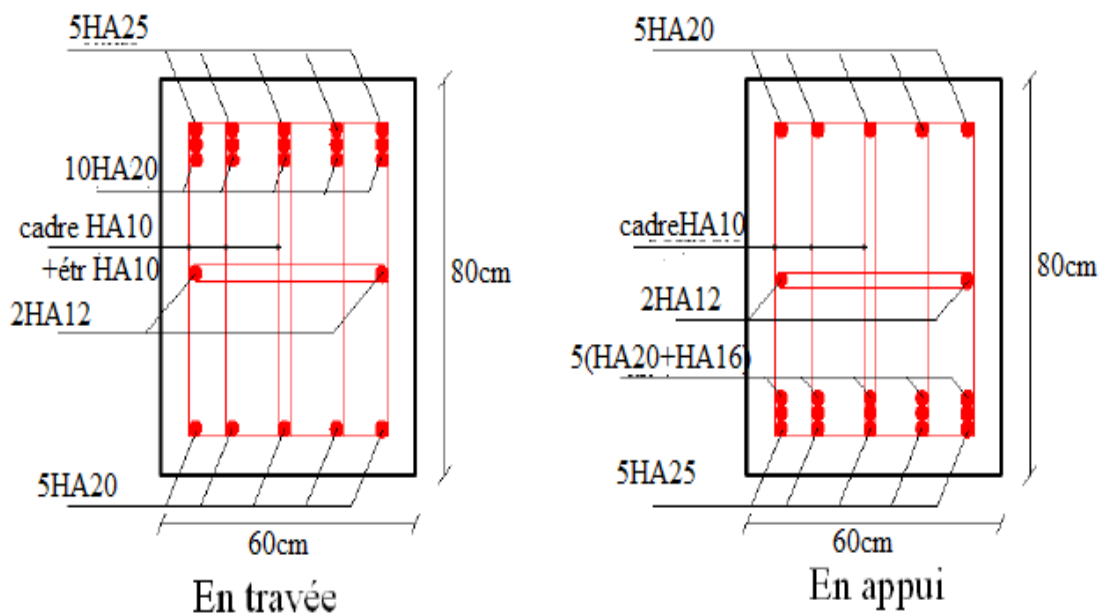 5HA25
10HA20
cadre HA10
+étr HA10
2HA12
5HA20
80cm
60cm
En travée
5HA20
cadreHA10
2HA12
5(HA20+HA16)
5HA25
80cm
60cm
En appui